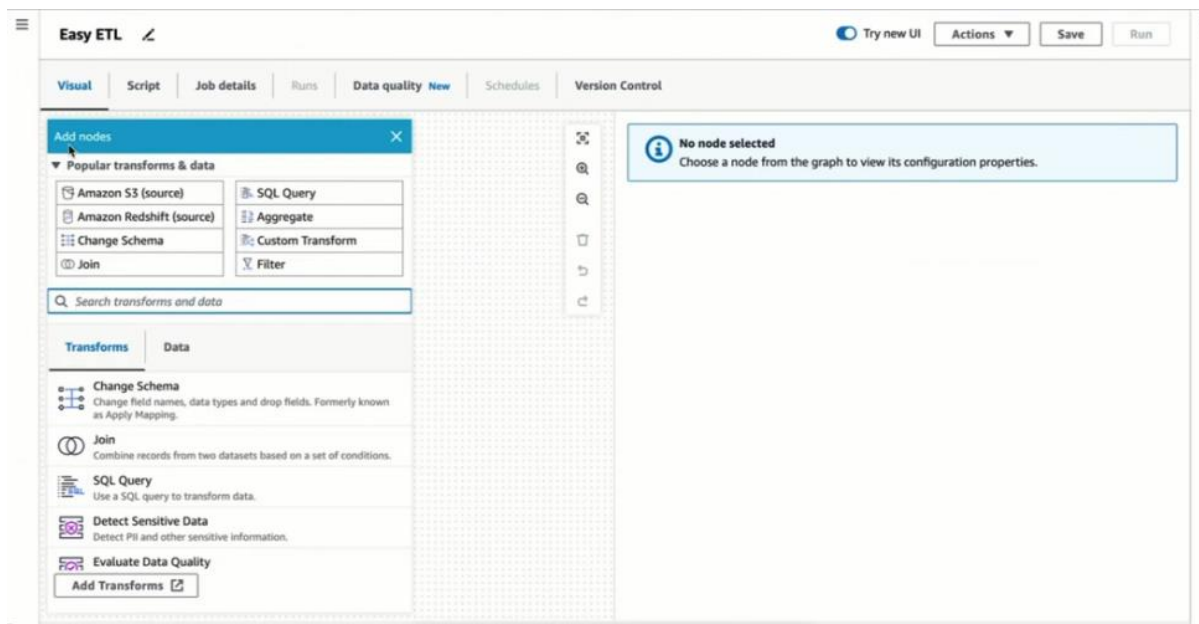 Easy ETL
Try new UI
Actions
Save
Run
Visual
Script
Job details
Runs
Data quality New
Schedules
Version Control
Add nodes
Popular transforms & data
Amazon S3 (source)
SQL Query
Amazon Redshift (source)
Aggregate
Change Schema
Custom Transform
Join
Filter
Search transforms and data
Transforms
Data
Change Schema
Change field names, data types and drop fields. Formerly known
as Apply Mapping.
Join
Combine records from two datasets based on a set of conditions.
SQL Query
Use a SQL query to transform data.
Detect Sensitive Data
Detect PII and other sensitive information.
Evaluate Data Quality
Add Transforms
No node selected
Choose a node from the graph to view its configuration properties.